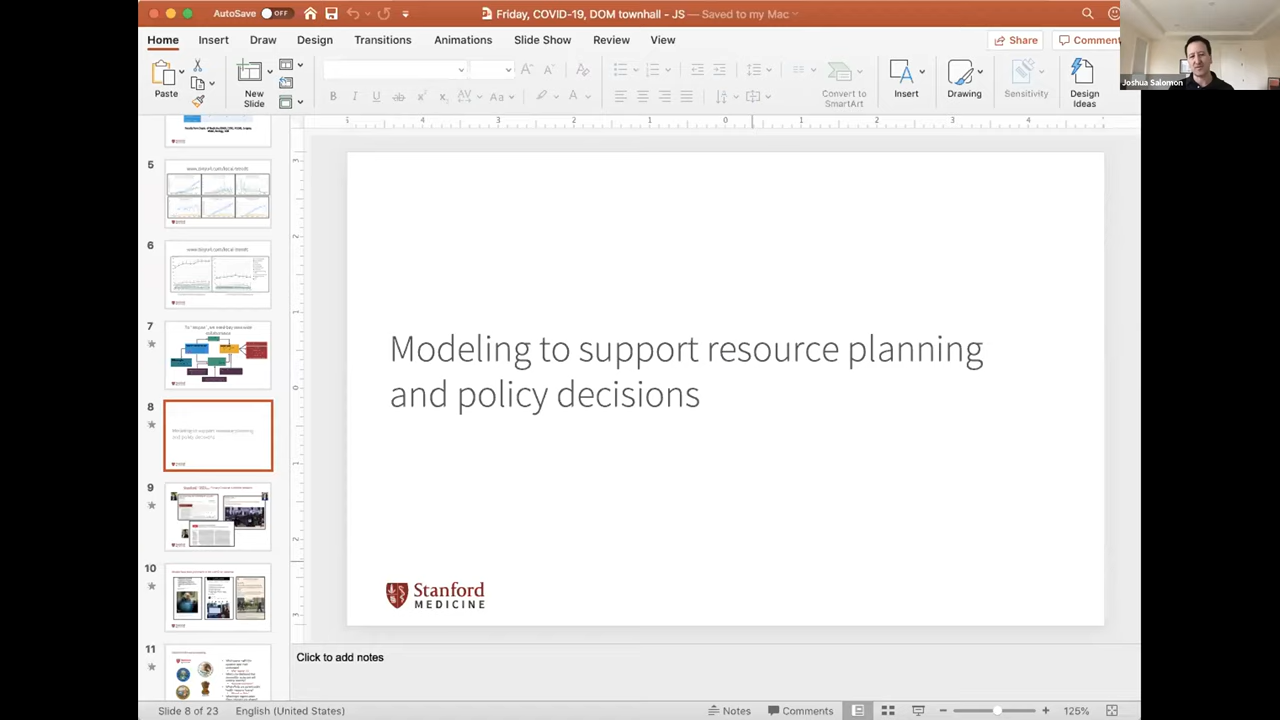 AutoSave OFF
Friday, COVID-19, DOM townhall - JS — Saved to my Mac
Home Insert Draw Design Transitions Animations Slide Show Review View Share Comment
Paste New Slide Convert to SmartArt Insert Drawing Sensitivity Design Ideas
Joshua Salomon
5
6
7
8
9
10
11
Modeling to support resource planning
and policy decisions
Stanford
MEDICINE
Click to add notes
Slide 8 of 23 English (United States) Notes Comments 125%